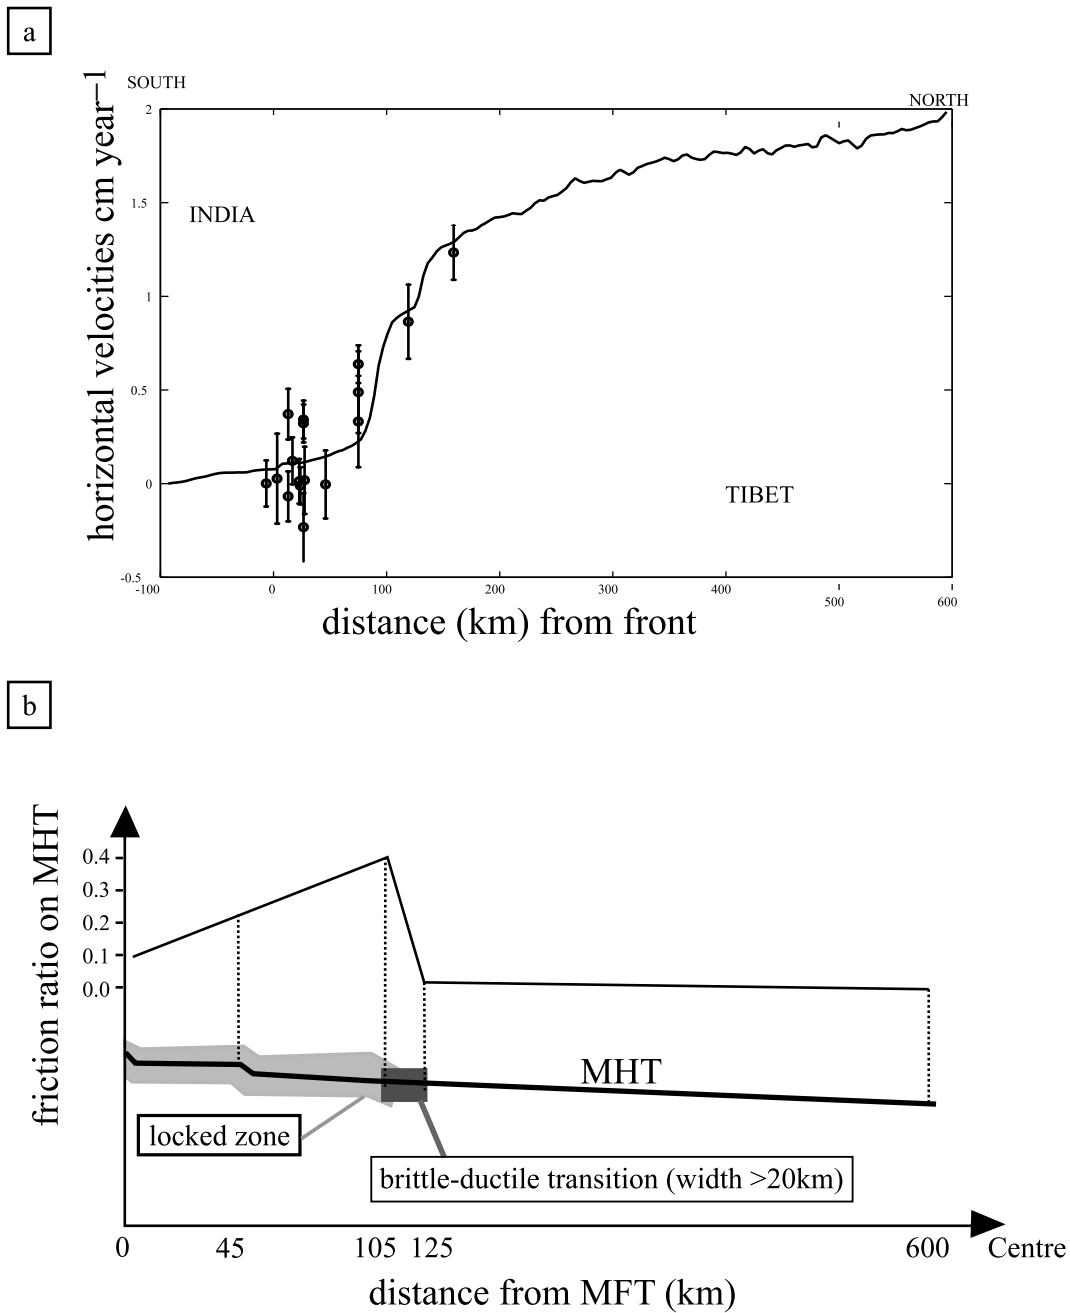 a
SOUTH
NORTH
horizontal velocities cm year–1
2
1.5
1
0.5
0
-0.5
INDIA
TIBET
-100 0 100 200 300 400 500 600
distance (km) from front
b
friction ratio on MHT
0.4
0.3
0.2
0.1
0.0
MHT
locked zone
brittle-ductile transition (width >20km)
0 45 105 125 600 Centre
distance from MFT (km)